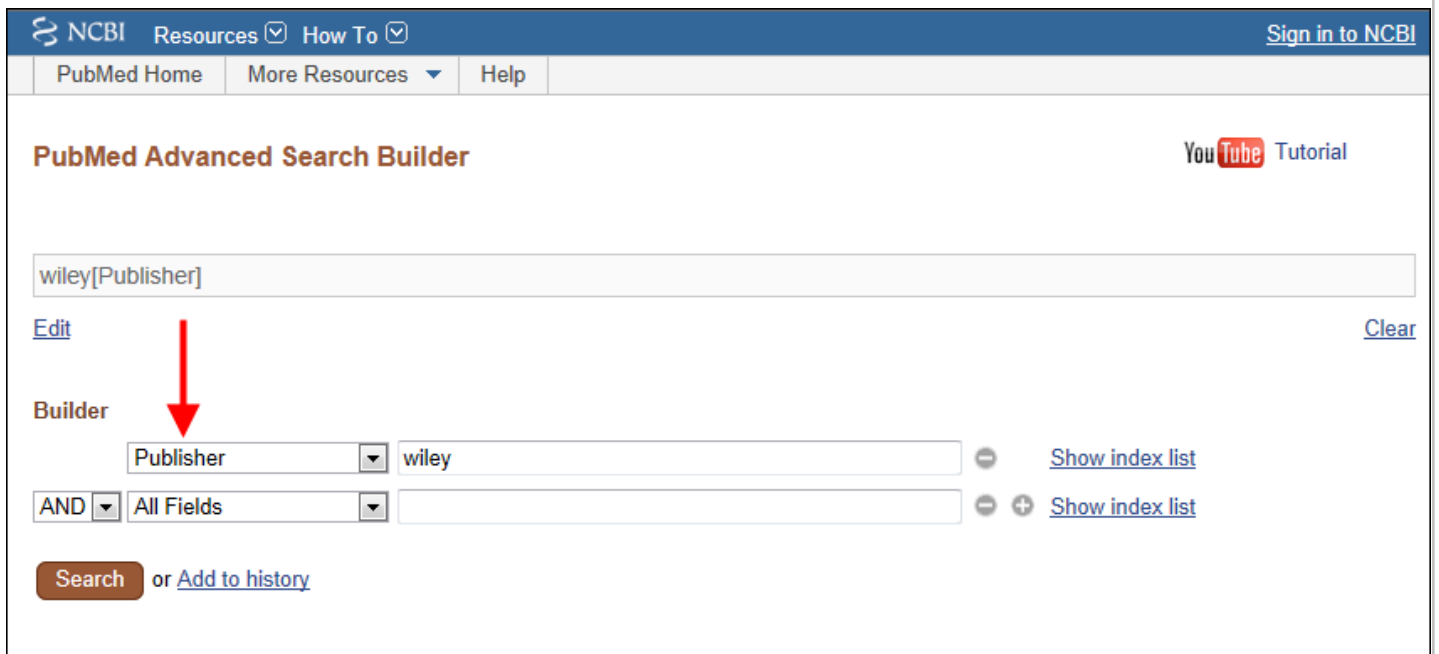 NCBI Resources How To Sign in to NCBI
PubMed Home More Resources Help
PubMed Advanced Search Builder
You Tube Tutorial
wiley[Publisher]
Edit Clear
Builder
Publisher wiley Show index list
AND All Fields Show index list
Search or Add to history